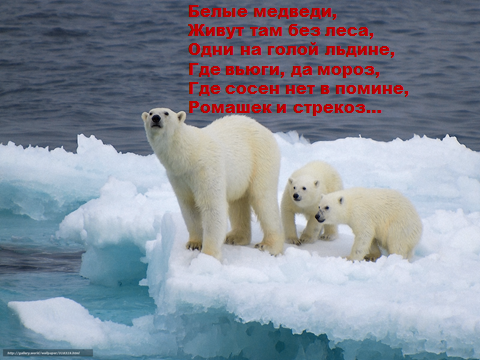 Белые медведи,
Живут там без леса,
Одни на голой льдине,
Где вьюги, да мороз,
Где сосен нет в помине,
Ромашек и стрекоз...